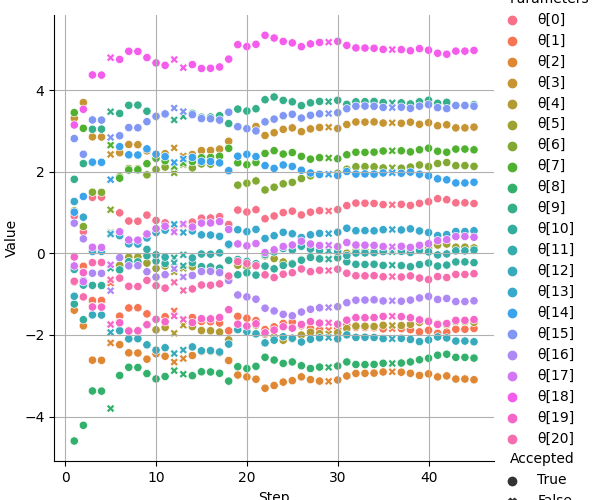 Parameters
θ[0]
θ[1]
θ[2]
θ[3]
θ[4]
θ[5]
θ[6]
θ[7]
θ[8]
θ[9]
θ[10]
θ[11]
θ[12]
θ[13]
θ[14]
θ[15]
θ[16]
θ[17]
θ[18]
θ[19]
θ[20]
Accepted
True
False
Value
4
2
0
−2
−4
0
10
20
30
40
Step